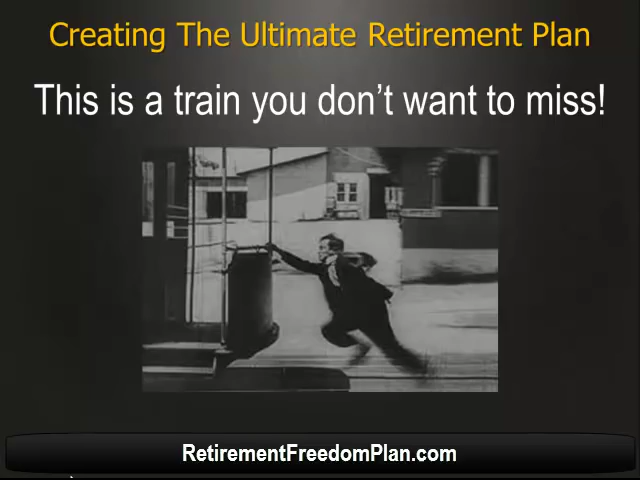 Creating The Ultimate Retirement Plan
This is a train you don't want to miss!
RetirementFreedomPlan.com